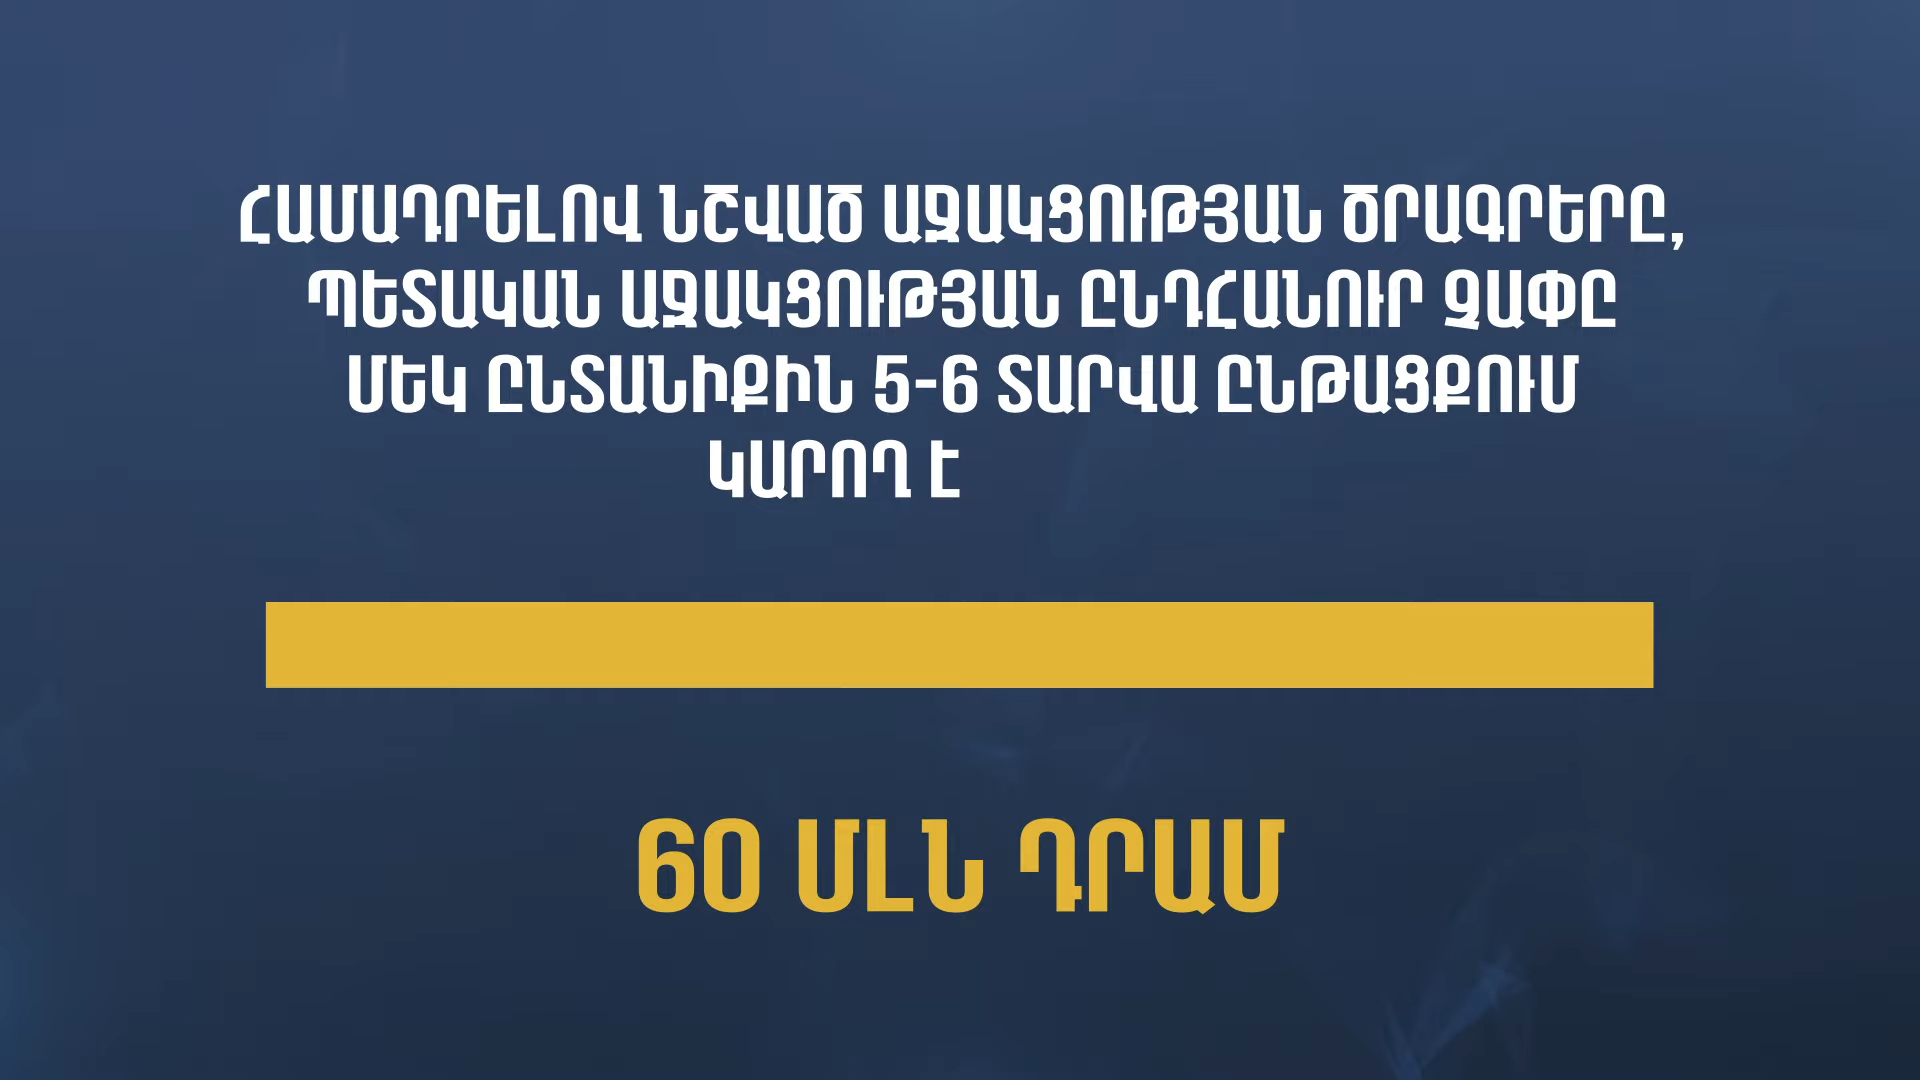 ՀԱՄԱԴՐԵԼՈՎ ՆՇՎԱԾ ԱՋԱԿՑՈՒԹՅԱՆ ԾՐԱԳՐԵՐԸ,
ՊԵՏԱԿԱՆ ԱՋԱԿՑՈՒԹՅԱՆ ԸՆԴՀԱՆՈՒՐ ՉԱՓԸ
ՄԵԿ ԸՆՏԱՆԻՔԻՆ 5-6 ՏԱՐՎԱ ԸՆԹԱՑՔՈՒՄ
ԿԱՐՈՂ Է
60 ՄԼՆ ԴՐԱՄ